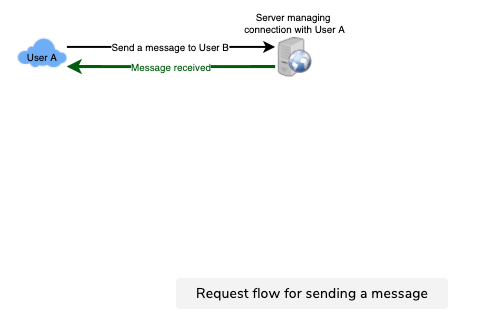 Server managing
connection with User A
User A
Send a message to User B
Message received
Request flow for sending a message